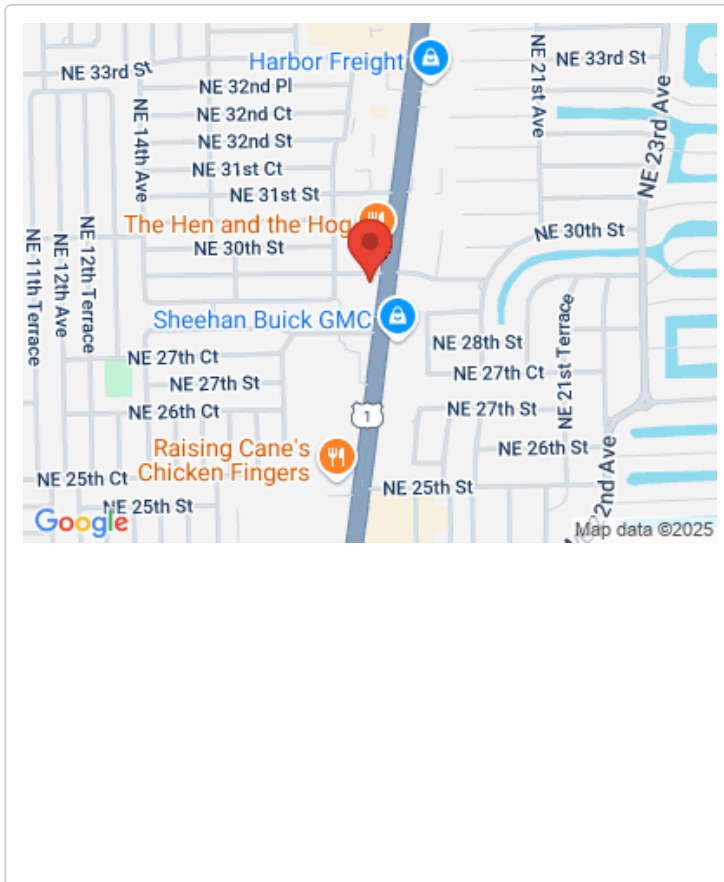 Harbor Freight
NE 33rd St
NE 33rd St
NE 32nd Pl
NE 21st Ave
NE 23rd Ave
NE 14th Ave
NE 32nd Ct
NE 32nd St
NE 31st Ct
NE 31st St
The Hen and the Hog
NE 30th St
NE 30th St
NE 11th Terrace
NE 12th Ave
NE 12th Terrace
Sheehan Buick GMC
NE 28th St
NE 21st Terrace
NE 27th Ct
NE 27th Ct
NE 27th St
NE 26th Ct
NE 27th St
1
Raising Cane's
Chicken Fingers
NE 26th St
NE 25th Ct
NE 25th St
NE 25th St
2nd Ave
Google
Map data ©2025